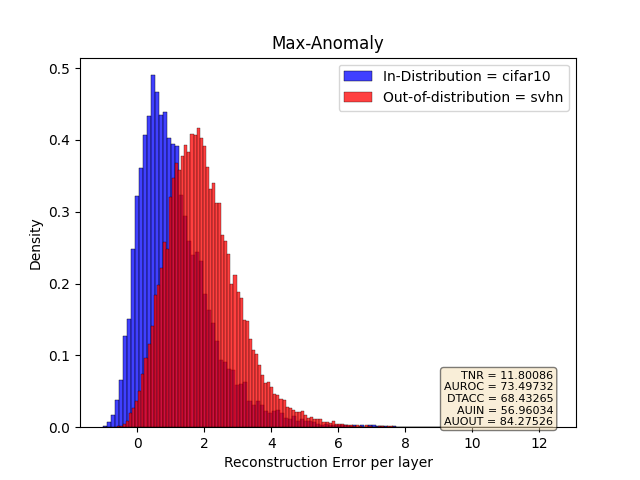 Max-Anomaly
In-Distribution = cifar10
Out-of-distribution = svhn
Density
0.5
0.4
0.3
0.2
0.1
0.0
TNR = 11.80086
AUROC = 73.49732
DTACC = 68.43265
AUIN = 56.96034
AUOUT = 84.27526
0 2 4 6 8 10 12
Reconstruction Error per layer